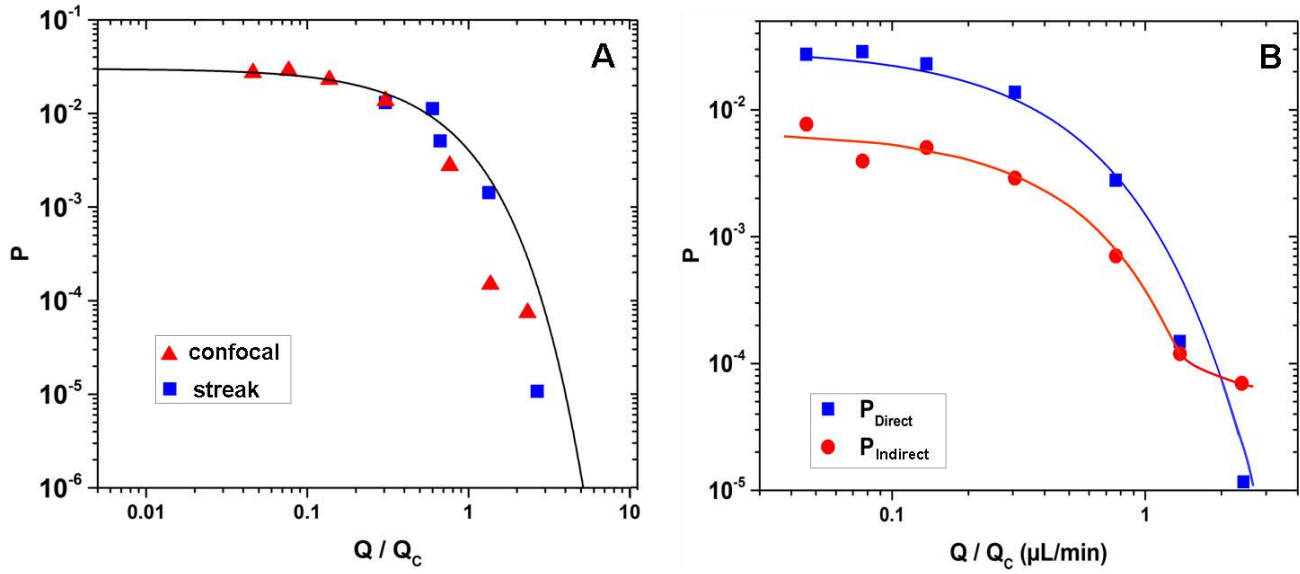 A
10⁻¹
10⁻²
10⁻³
10⁻⁴
10⁻⁵
10⁻⁶
P
confocal
streak
0.01 0.1 1 10
Q / Q_C
B
10⁻²
10⁻³
10⁻⁴
10⁻⁵
P
P_Direct
P_Indirect
0.1 1
Q / Q_C (µL/min)